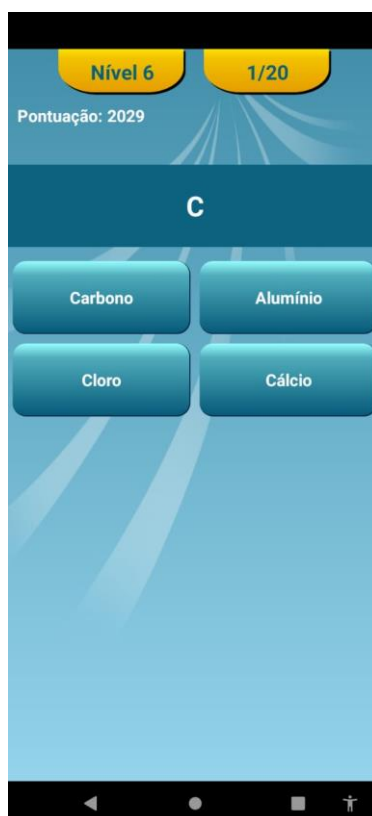 Nível 6
1/20
Pontuação: 2029
C
Carbono
Alumínio
Cloro
Cálcio